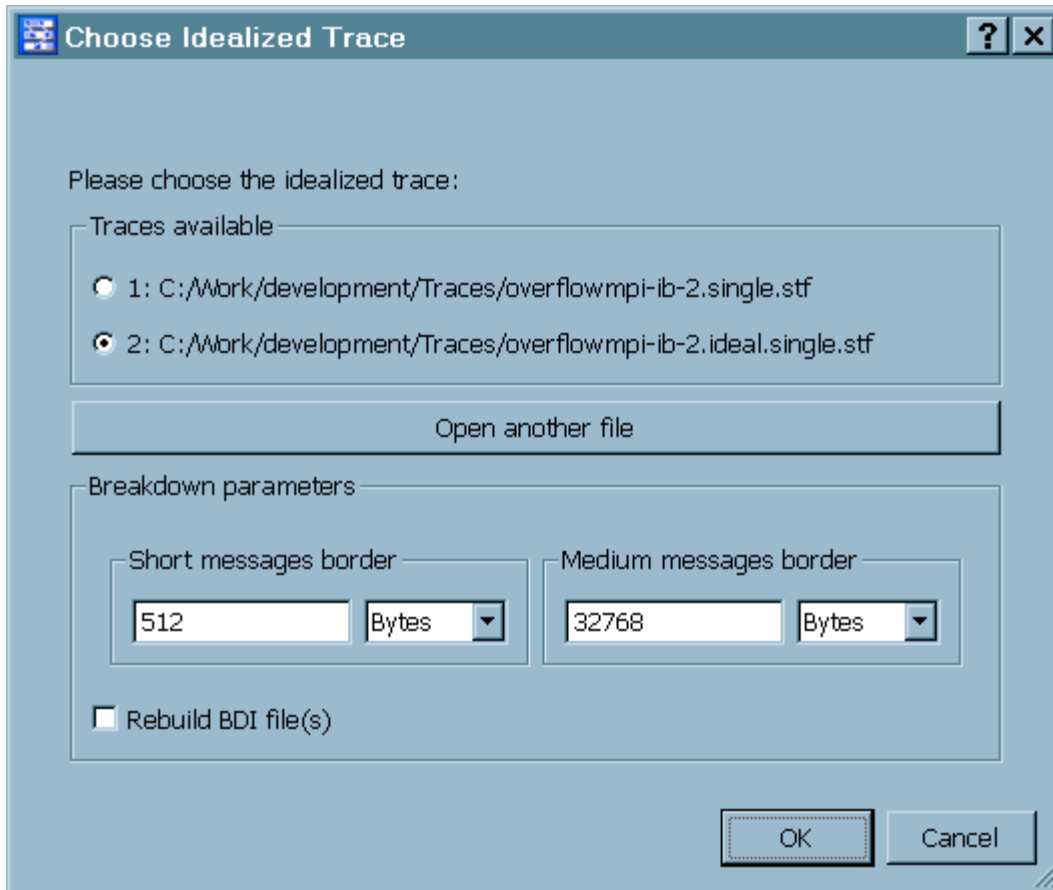 Choose Idealized Trace
Please choose the idealized trace:
Traces available
1: C:/Work/development/Traces/overflowmpi-ib-2.single.stf
2: C:/Work/development/Traces/overflowmpi-ib-2.ideal.single.stf
Open another file
Breakdown parameters
Short messages border Medium messages border
512 Bytes 32768 Bytes
Rebuild BDI file(s)
OK Cancel